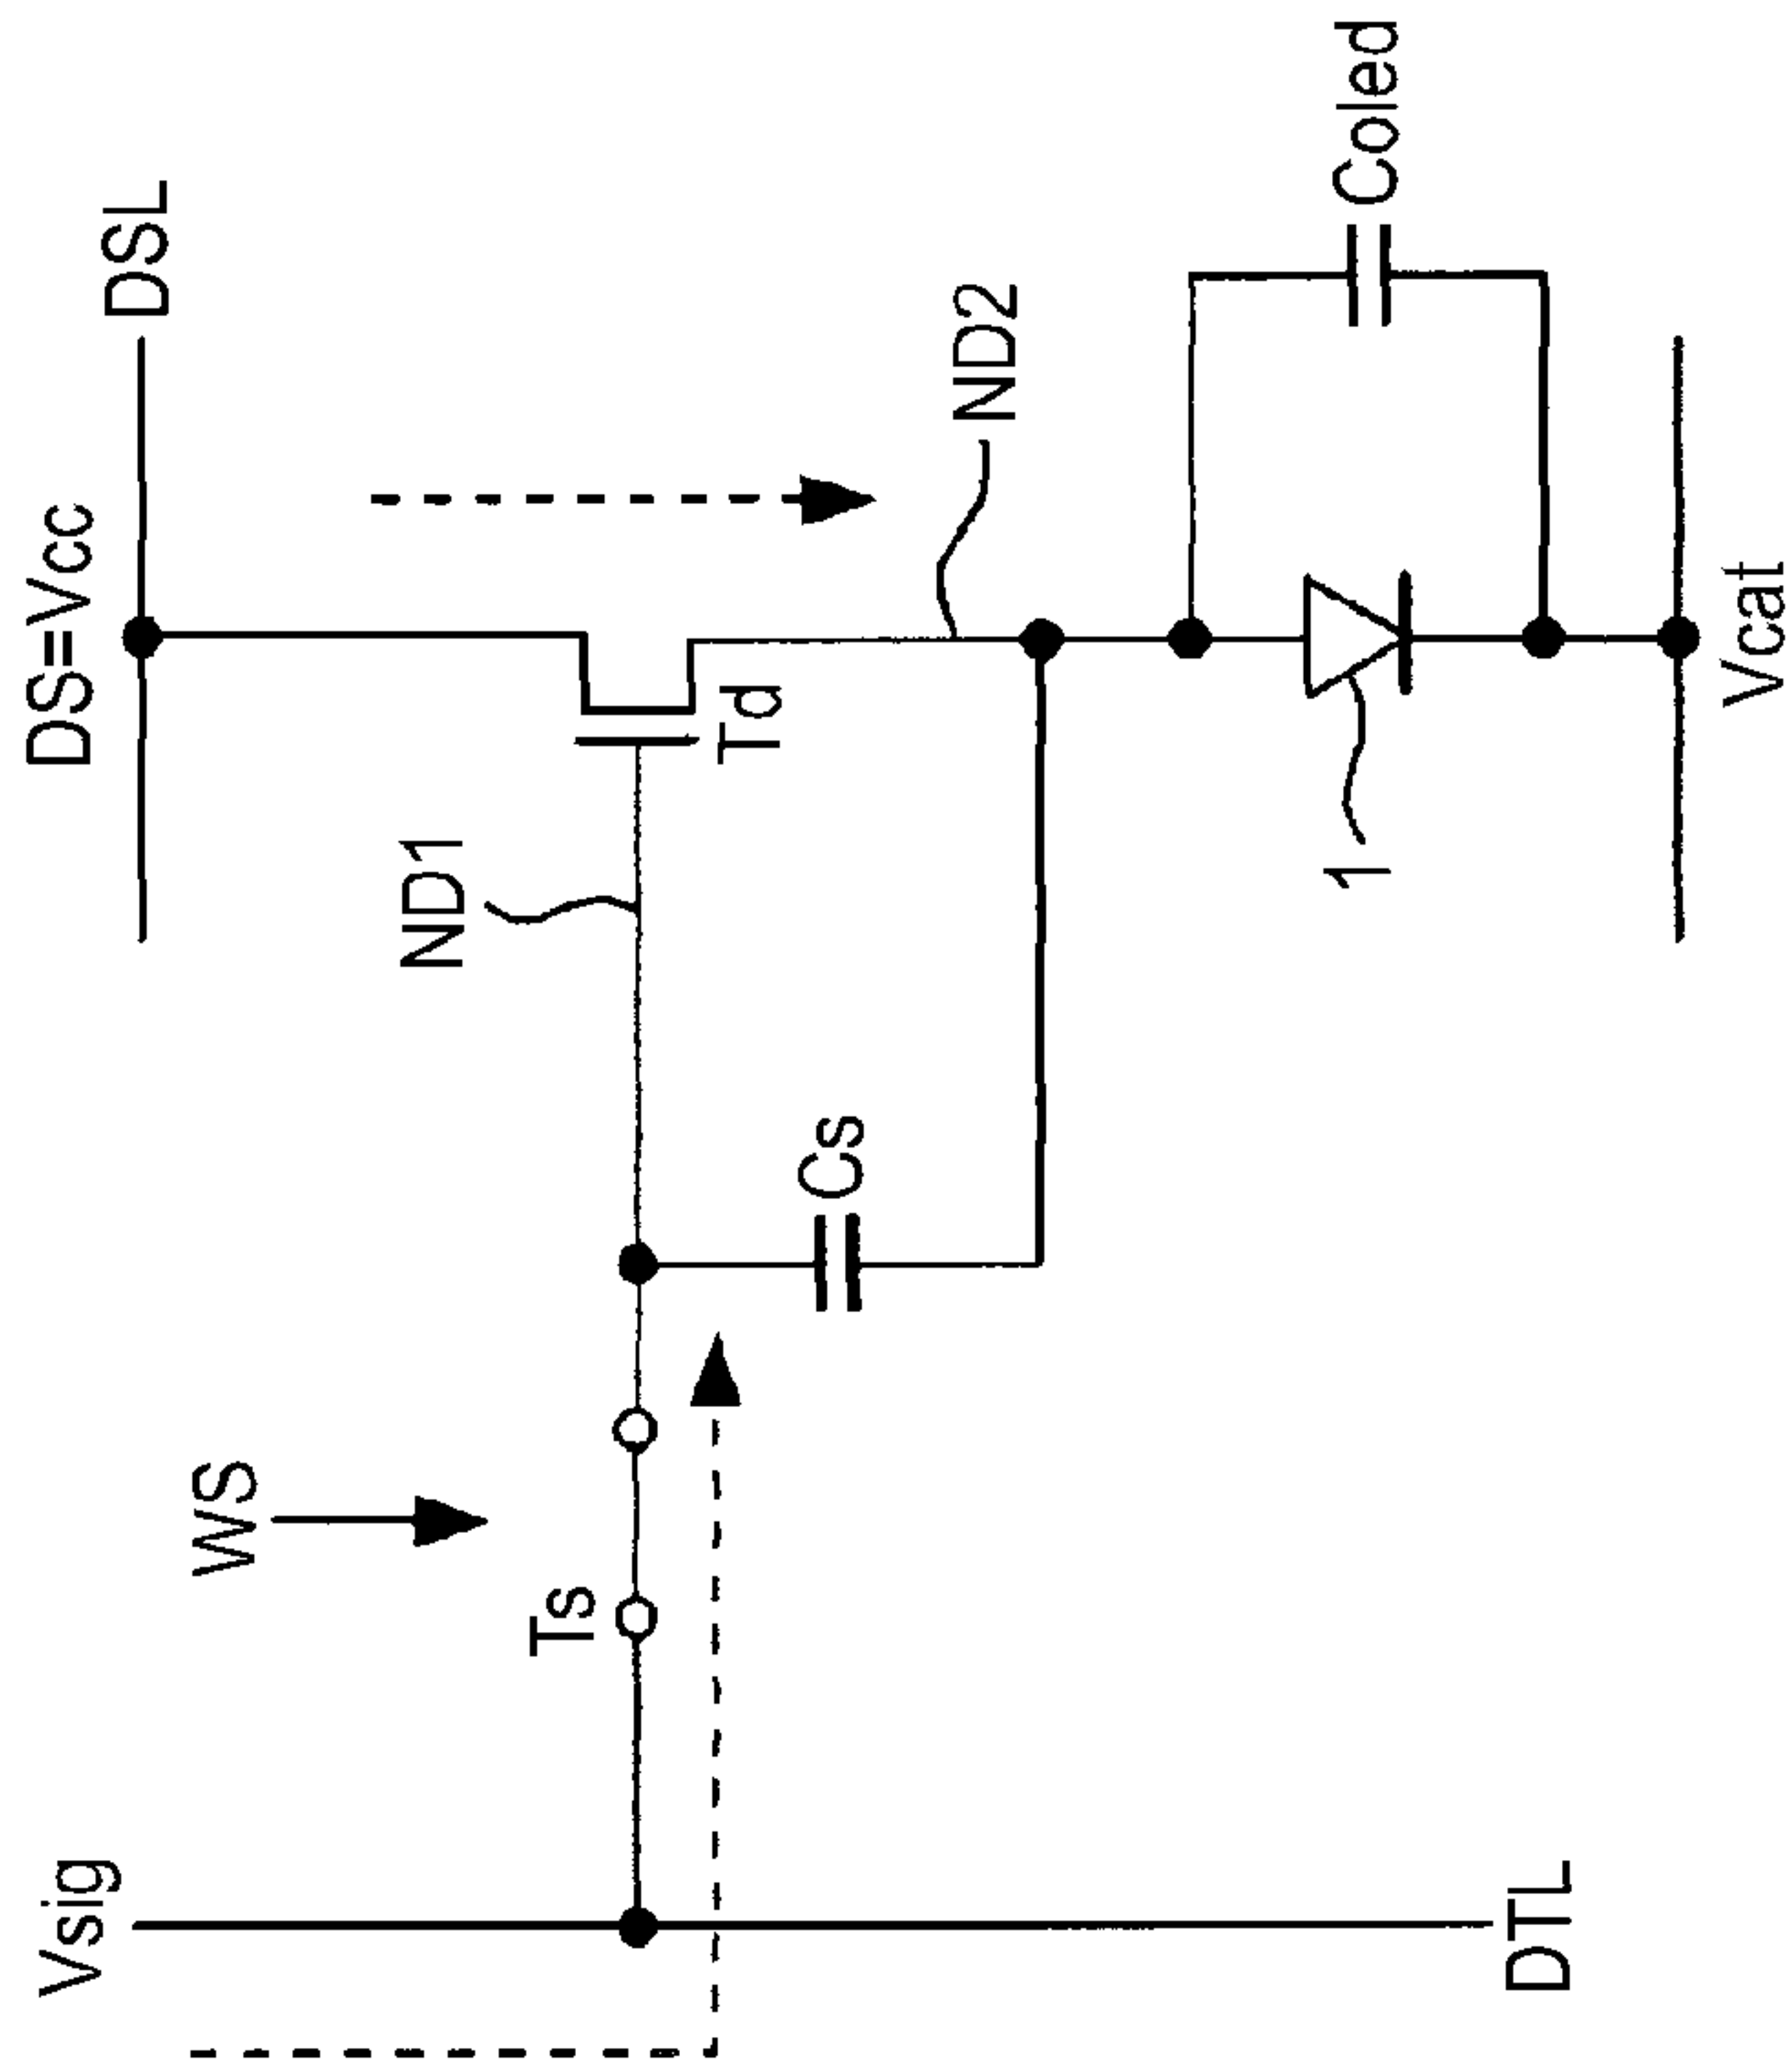 DS=Vcc
DSL
Vsig
WS
Ts
ND1
Td
Cs
ND2
1
Coled
DTL
Vcat